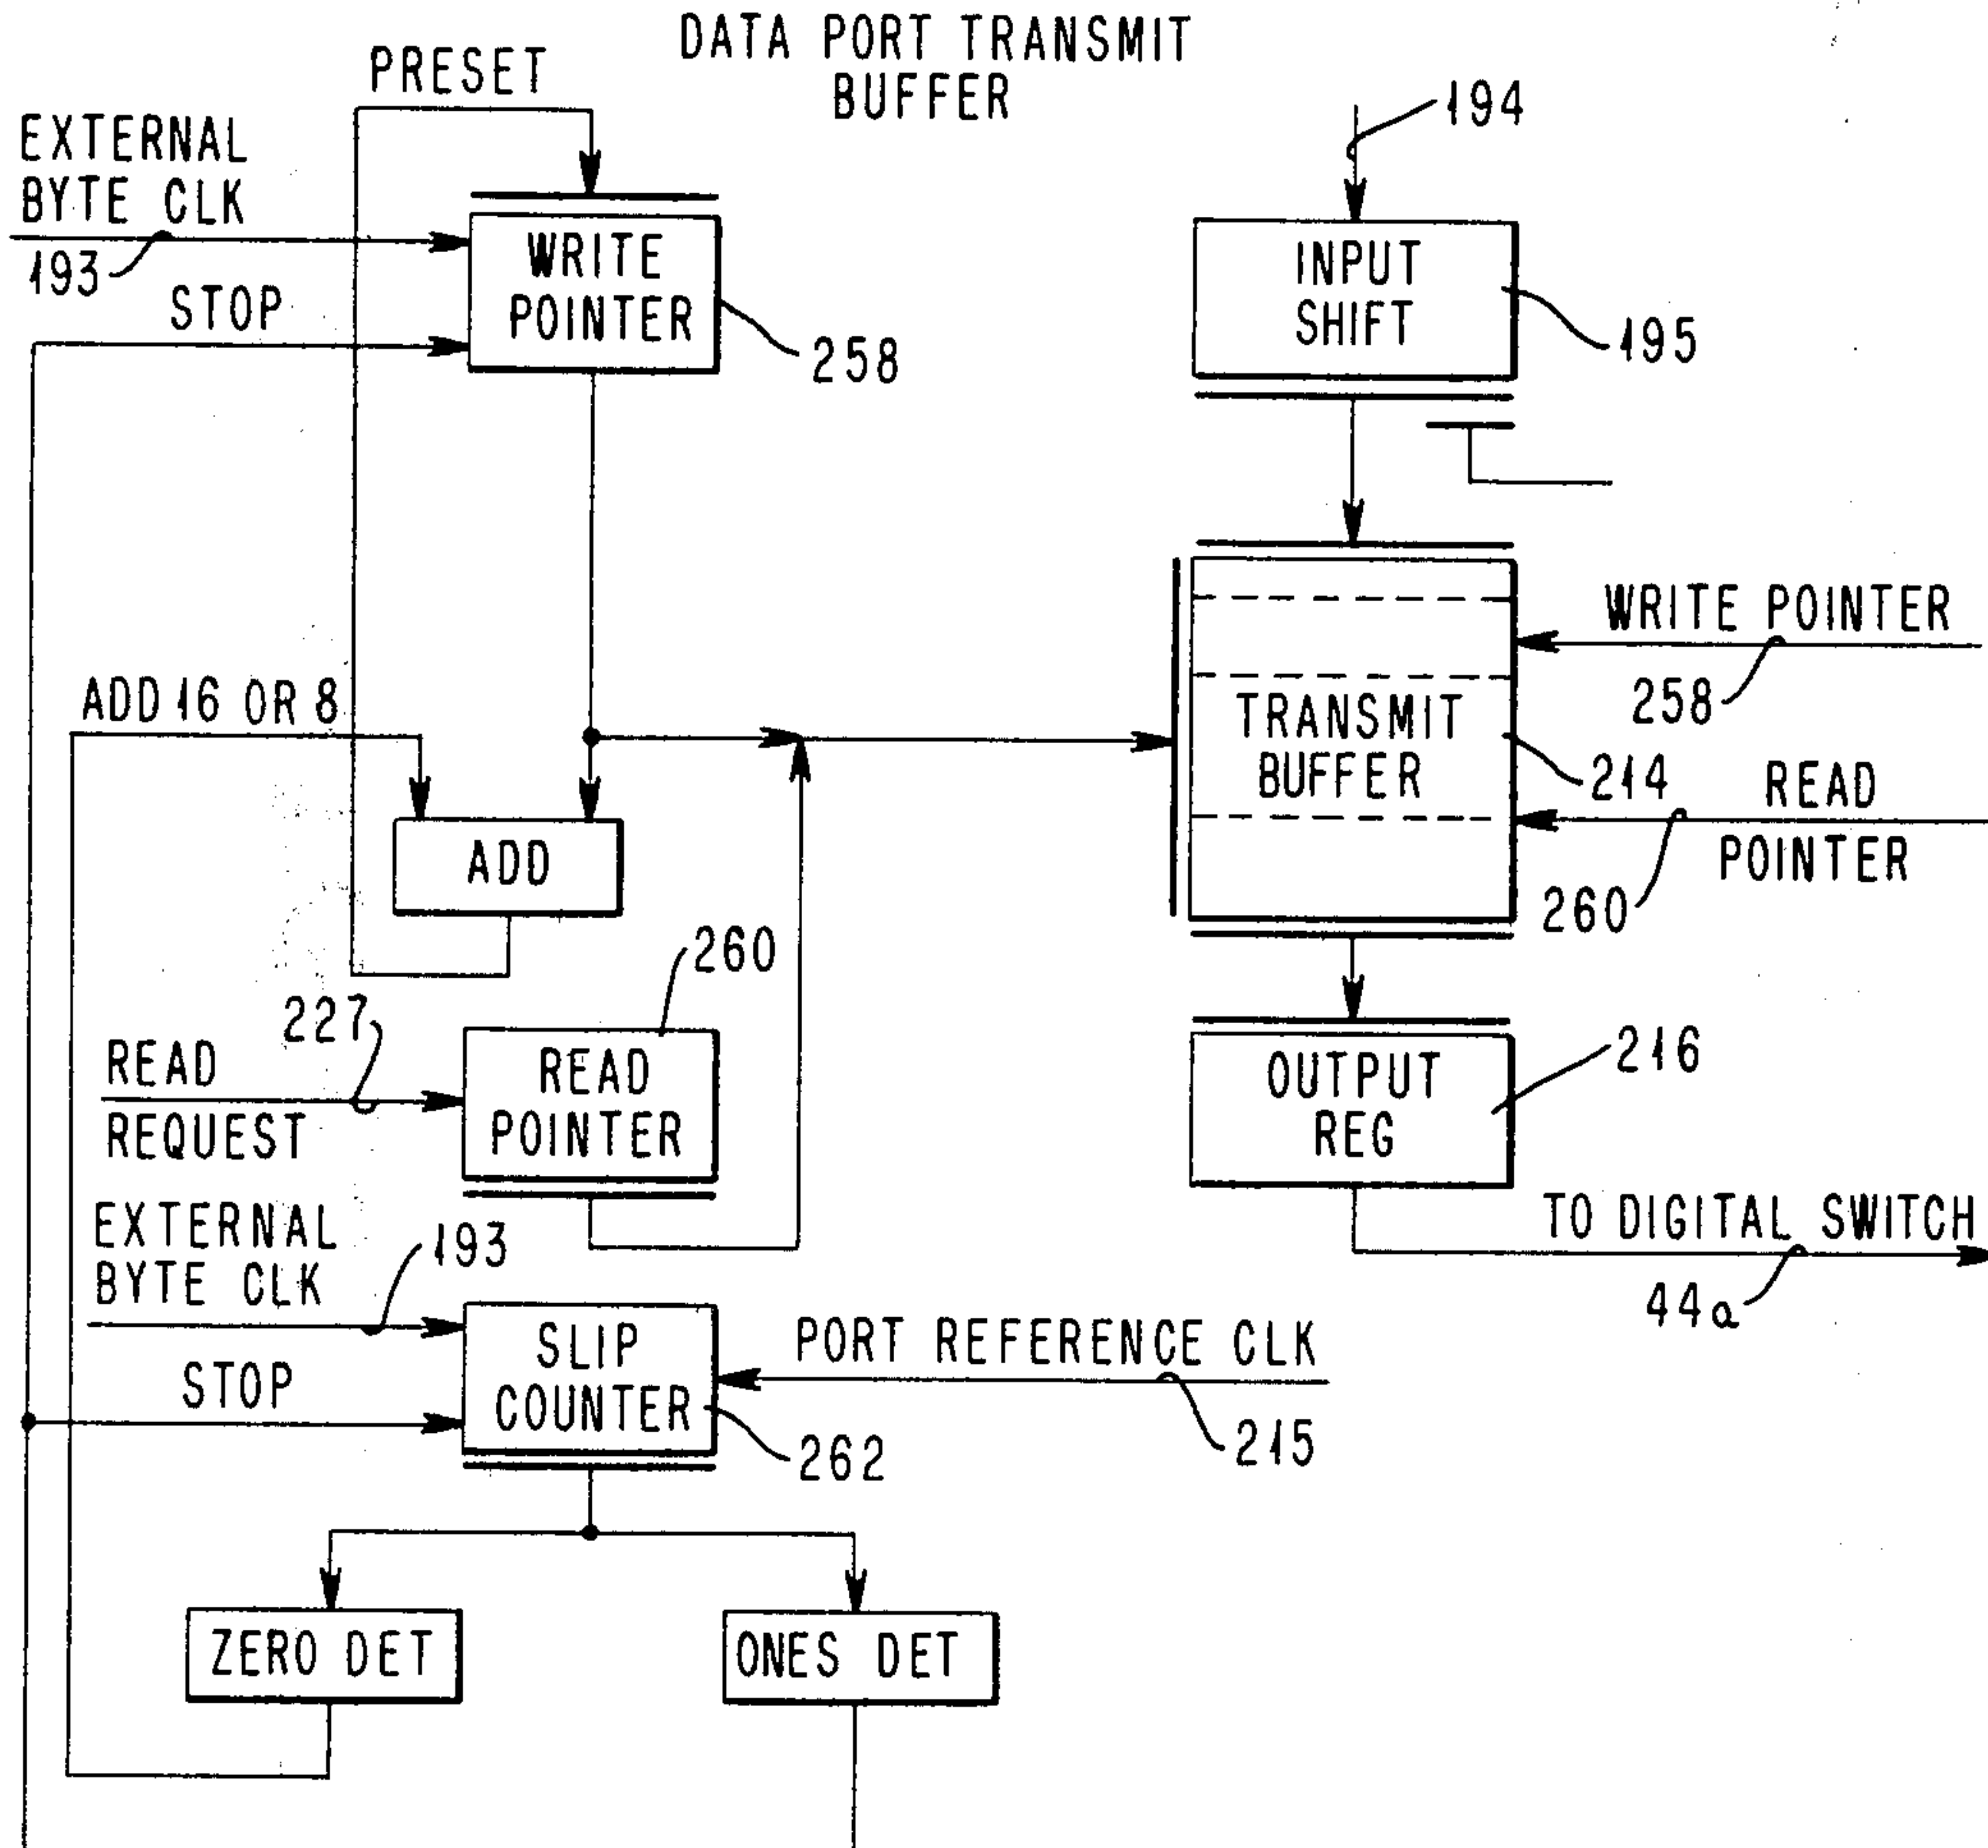 DATA PORT TRANSMIT
BUFFER
PRESET
EXTERNAL
BYTE CLK
193
STOP
WRITE
POINTER
258
194
INPUT
SHIFT
195
ADD 16 OR 8
ADD
TRANSMIT
BUFFER
WRITE POINTER
258
214
READ
POINTER
260
227
READ
REQUEST
260
READ
POINTER
OUTPUT
REG
216
TO DIGITAL SWITCH
44a
EXTERNAL
BYTE CLK
193
STOP
SLIP
COUNTER
262
PORT REFERENCE CLK
215
ZERO DET
ONES DET